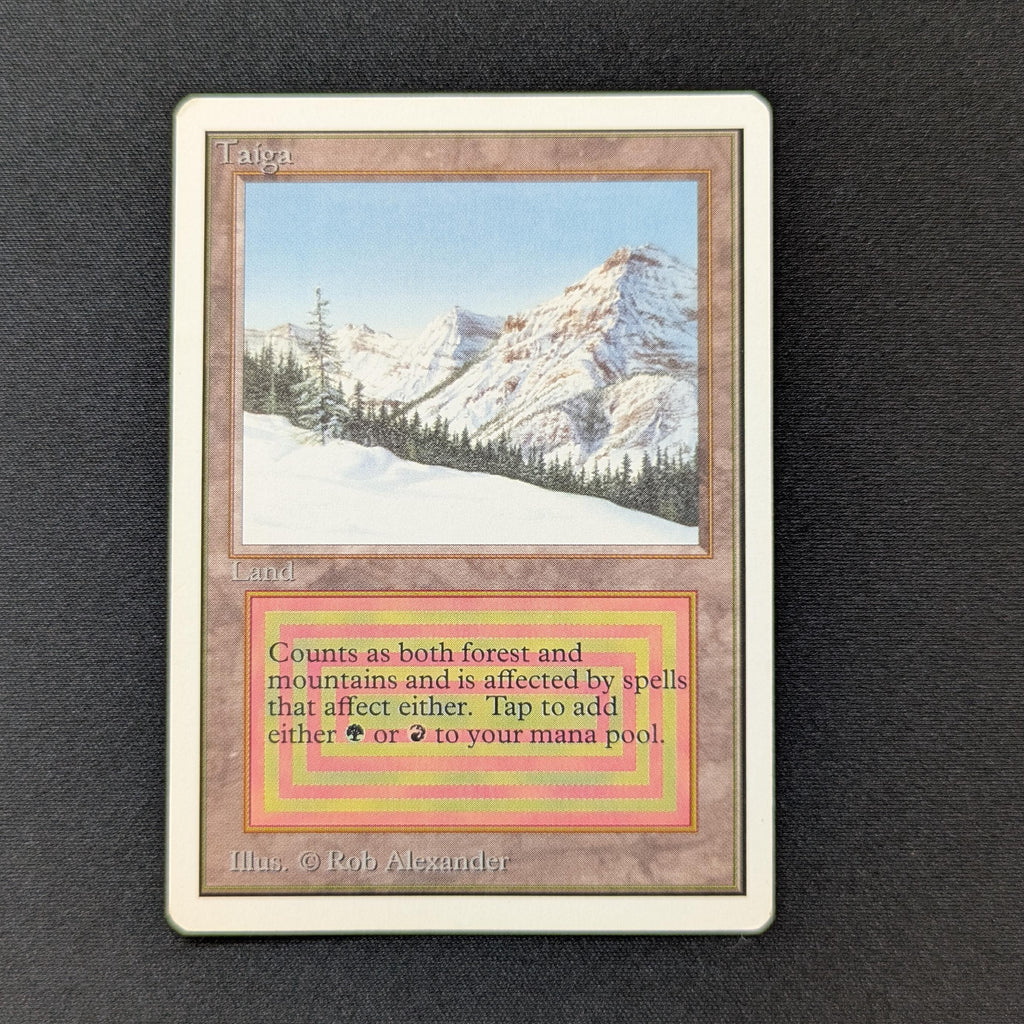 Taiga
Land
Counts as both forest and
mountains and is affected by spells
that affect either. Tap to add
either or to your mana pool.
Illus. © Rob Alexander